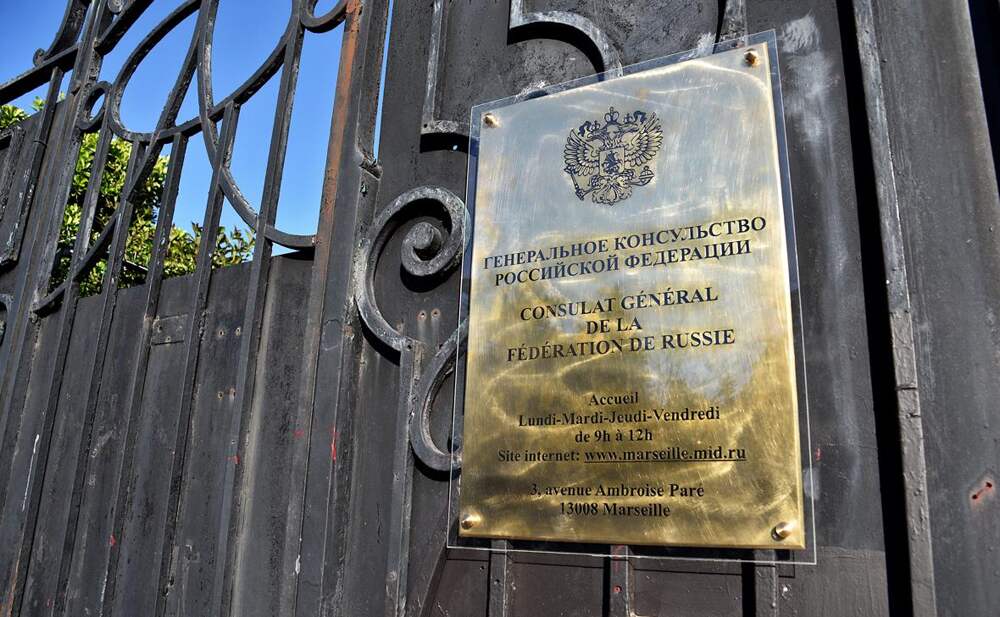 ГЕНЕРАЛЬНОЕ КОНСУЛЬСТВО
РОССИЙСКОЙ ФЕДЕРАЦИИ
CONSULAT GÉNÉRAL
DE LA
FÉDÉRATION DE RUSSIE
Accueil
Lundi-Mardi-Jeudi-Vendredi
de 9h à 12h
Site internet: www.marseille.mid.ru
3, avenue Ambroise Paré
13008 Marseille